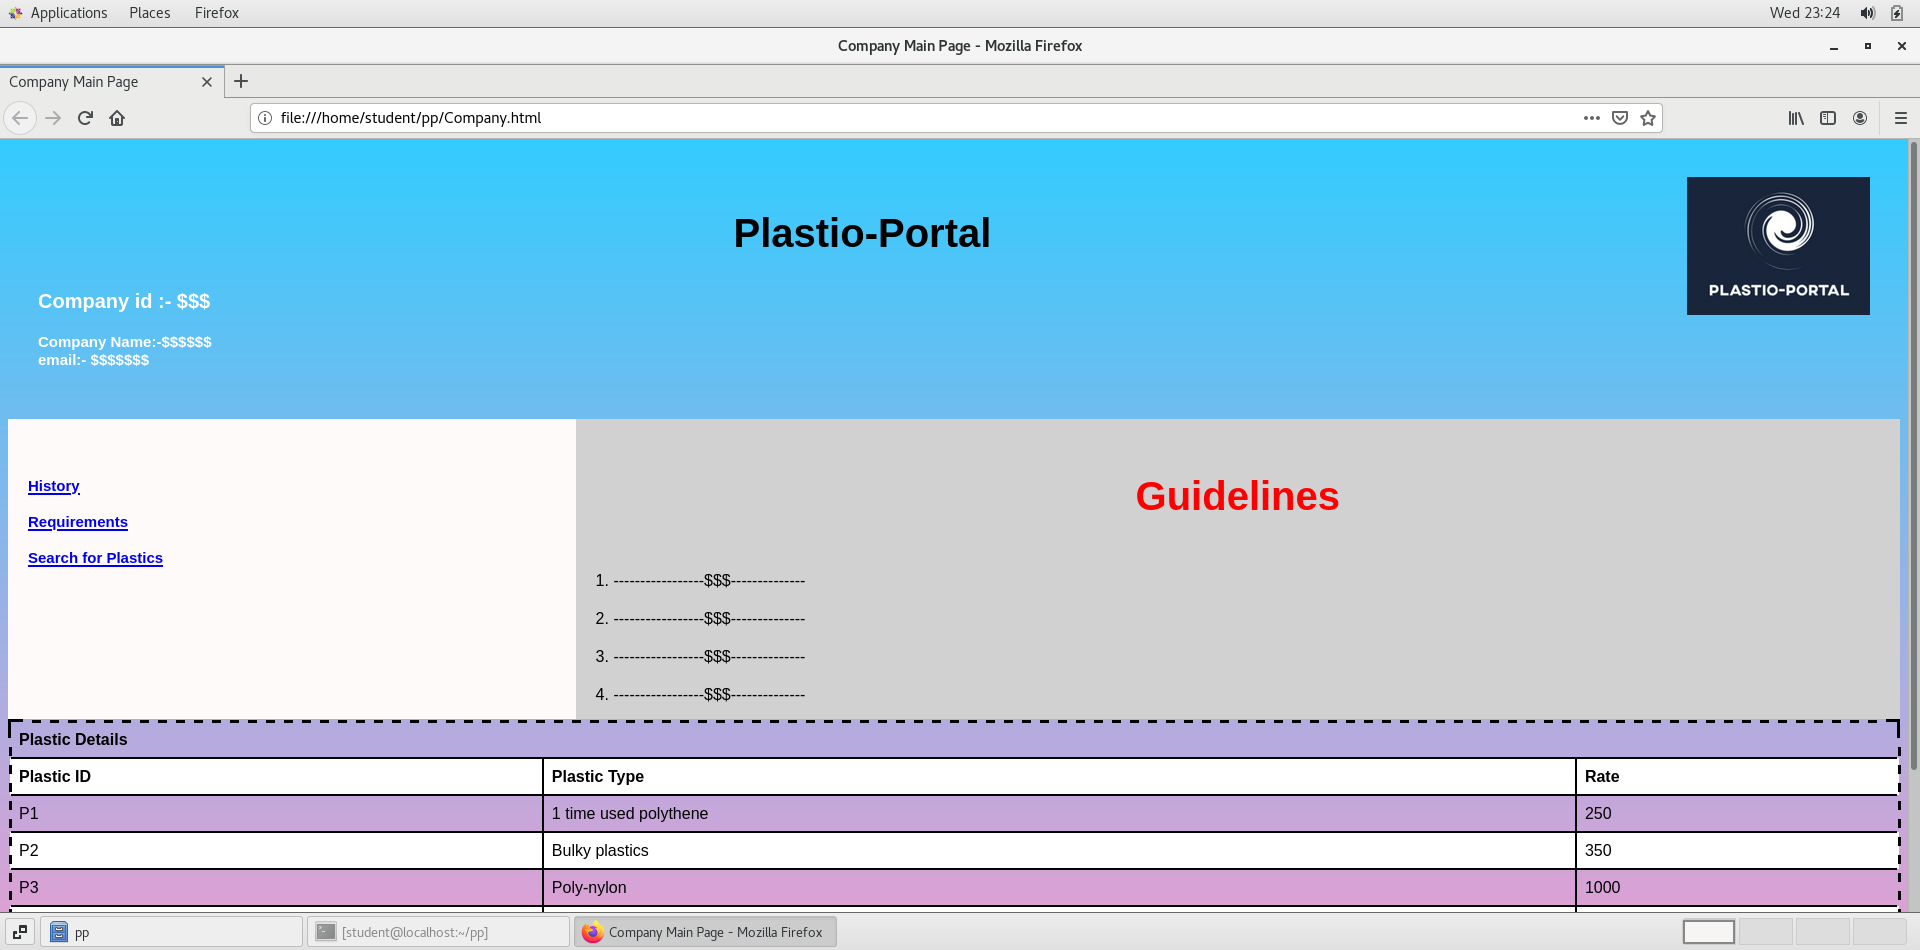 Applications Places Firefox Wed 23:24
Company Main Page - Mozilla Firefox
Company Main Page
file:///home/student/pp/Company.html
Plastio-Portal
PLASTIO-PORTAL
Company id :- $$$
Company Name:-$$$$$$
email:- $$$$$$$
History
Requirements
Search for Plastics
Guidelines
1. -----------------$$$--------------
2. -----------------$$$--------------
3. -----------------$$$--------------
4. -----------------$$$--------------
Plastic Details
Plastic ID Plastic Type Rate
P1 1 time used polythene 250
P2 Bulky plastics 350
P3 Poly-nylon 1000
pp [student@localhost:~/pp] Company Main Page - Mozilla Firefox